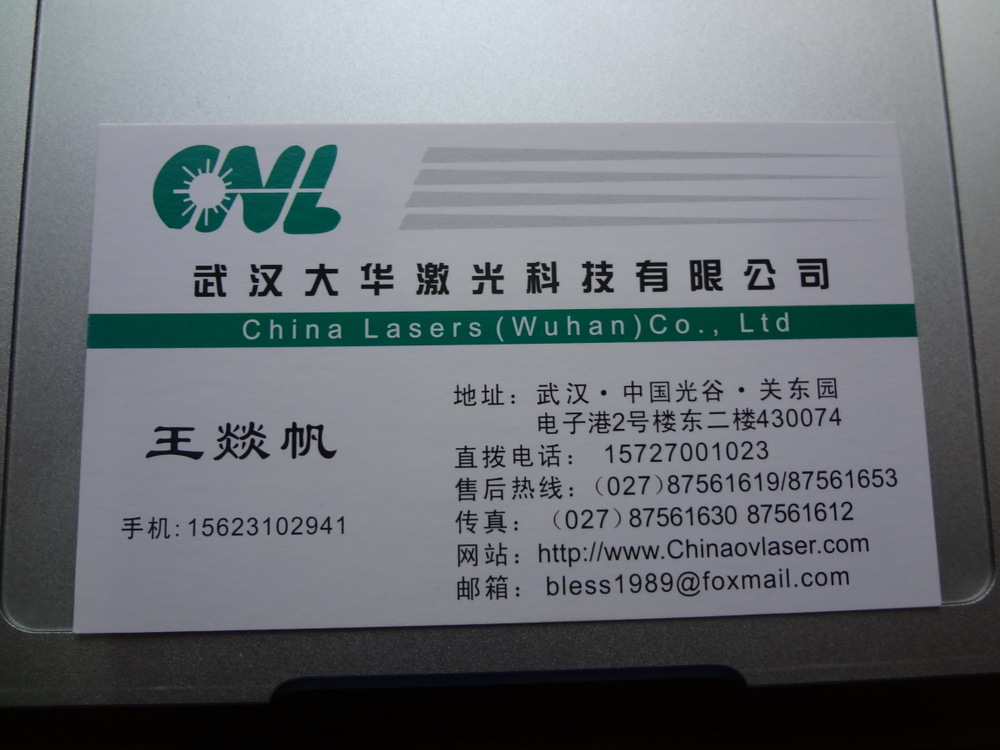 CNL
武汉大华激光科技有限公司
China Lasers(Wuhan)Co., Ltd
王燚帆
手机:15623102941
地址：武汉·中国光谷·关东园
电子港2号楼东二楼430074
直拨电话： 15727001023
售后热线：（027）87561619/87561653
传真：（027）87561630 87561612
网站：http://www.Chinaovlaser.com
邮箱： bless1989@foxmail.com